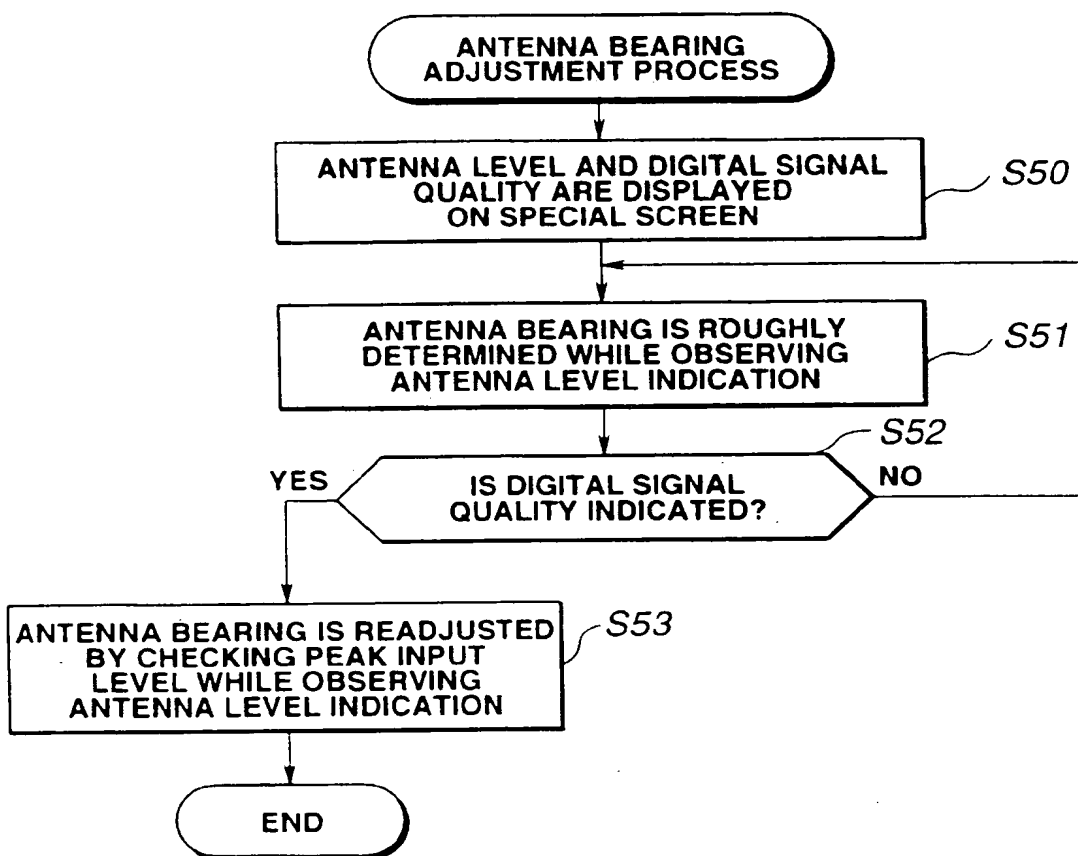 ANTENNA BEARING
ADJUSTMENT PROCESS
ANTENNA LEVEL AND DIGITAL SIGNAL
QUALITY ARE DISPLAYED
ON SPECIAL SCREEN
S50
ANTENNA BEARING IS ROUGHLY
DETERMINED WHILE OBSERVING
ANTENNA LEVEL INDICATION
S51
S52
YES
IS DIGITAL SIGNAL
QUALITY INDICATED?
NO
ANTENNA BEARING IS READJUSTED
BY CHECKING PEAK INPUT
LEVEL WHILE OBSERVING
ANTENNA LEVEL INDICATION
S53
END